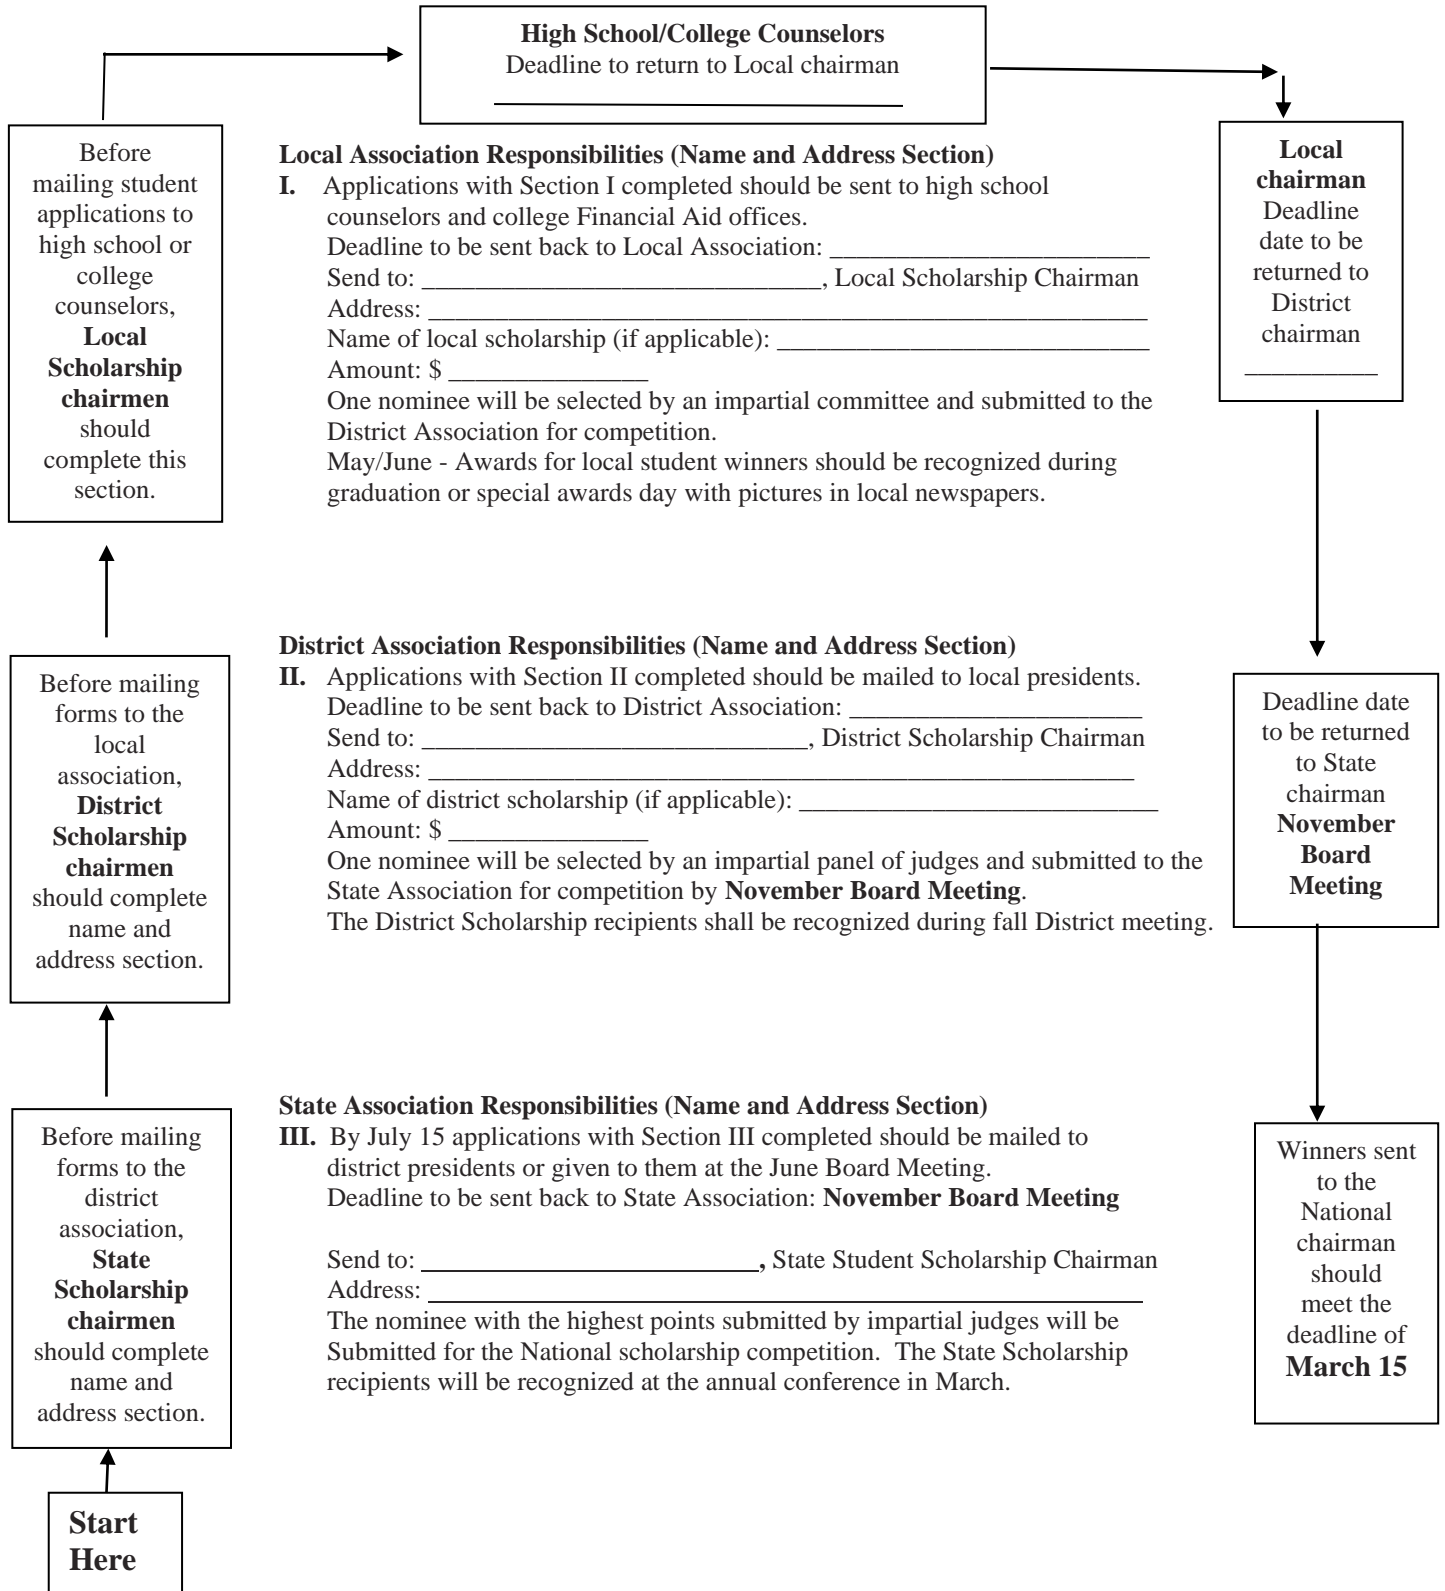 High School/College Counselors
Deadline to return to Local chairman
____________________
Before
mailing student
applications to
high school or
college
counselors,
Local
Scholarship
chairmen
should
complete this
section.
Local Association Responsibilities (Name and Address Section)
I. Applications with Section I completed should be sent to high school
counselors and college Financial Aid offices.
Deadline to be sent back to Local Association: ________________________
Send to: ______________________________, Local Scholarship Chairman
Address: ______________________________________________________
Name of local scholarship (if applicable): ____________________________
Amount: $ _______________
One nominee will be selected by an impartial committee and submitted to the
District Association for competition.
May/June - Awards for local student winners should be recognized during
graduation or special awards day with pictures in local newspapers.
Local
chairman
Deadline
date to be
returned to
District
chairman
__________
Before mailing
forms to the
local
association,
District
Scholarship
chairmen
should complete
name and
address section.
District Association Responsibilities (Name and Address Section)
II. Applications with Section II completed should be mailed to local presidents.
Deadline to be sent back to District Association: ______________________
Send to: _____________________________, District Scholarship Chairman
Address: _____________________________________________________
Name of district scholarship (if applicable): ___________________________
Amount: $ _______________
One nominee will be selected by an impartial panel of judges and submitted to the
State Association for competition by November Board Meeting.
The District Scholarship recipients shall be recognized during fall District meeting.
Deadline date
to be returned
to State
chairman
November
Board
Meeting
Before mailing
forms to the
district
association,
State
Scholarship
chairmen
should complete
name and
address section.
State Association Responsibilities (Name and Address Section)
III. By July 15 applications with Section III completed should be mailed to
district presidents or given to them at the June Board Meeting.
Deadline to be sent back to State Association: November Board Meeting
Send to: _________________________, State Student Scholarship Chairman
Address: _____________________________________________________
The nominee with the highest points submitted by impartial judges will be
Submitted for the National scholarship competition. The State Scholarship
recipients will be recognized at the annual conference in March.
Winners sent
to the
National
chairman
should
meet the
deadline of
March 15
Start
Here